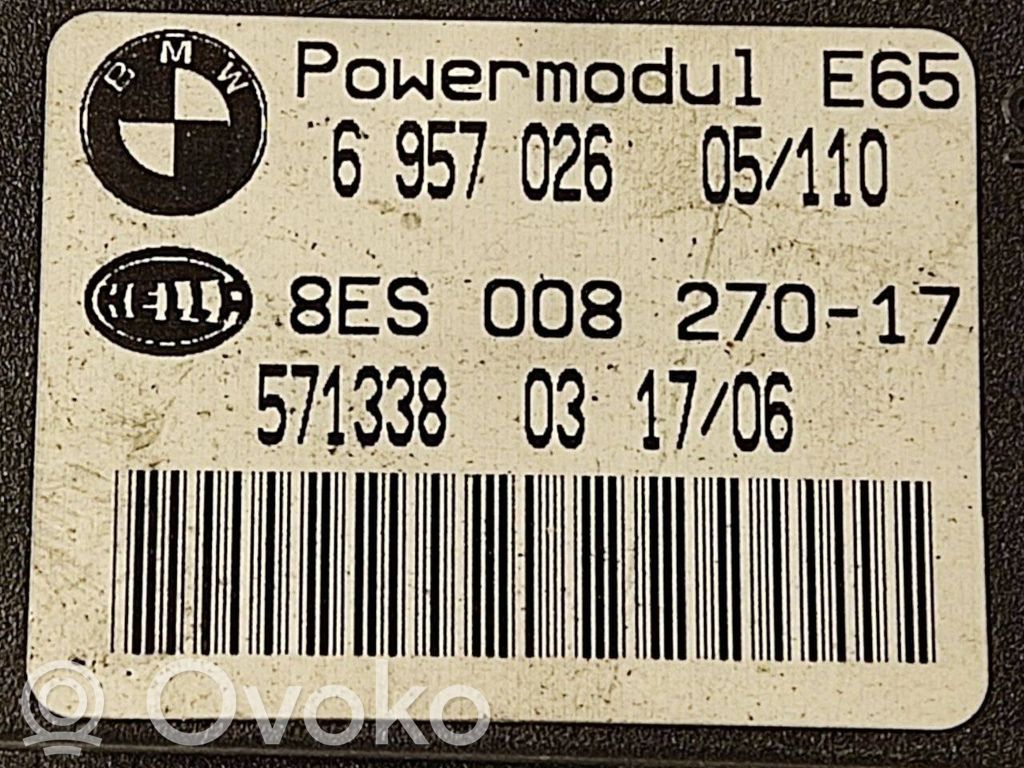 BMW
Powermodul E65
6 957 026 05/110
HELLA
8ES 008 270-17
571338 03 17/06
Ovoko